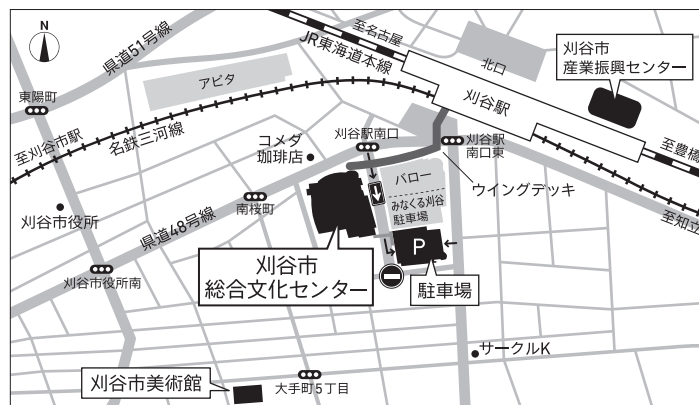 N
県道51号線
至名古屋
JR東海道本線
北口
刈谷市
産業振興センター
アピタ
東陽町
刈谷駅
至刈谷市駅
名鉄三河線
コメダ
珈琲店
刈谷駅南口
刈谷駅
南口東
至豊橋
バロー
ウイングデッキ
みなくる刈谷
駐車場
刈谷市役所
南桜町
県道48号線
至知立
P
刈谷市
総合文化センター
駐車場
刈谷市役所南
サークルK
刈谷市美術館
大手町5丁目